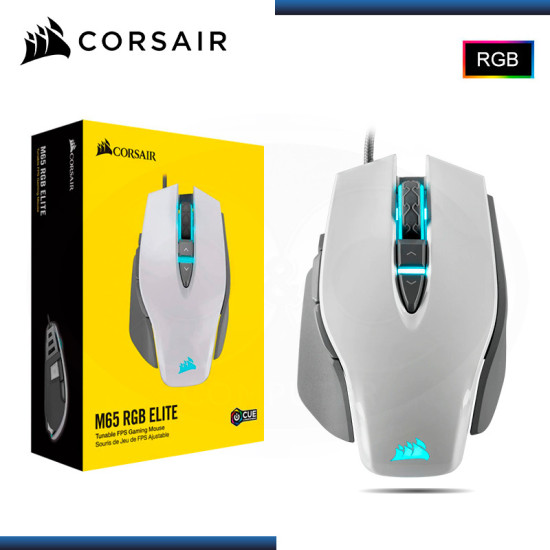 CORSAIR
RGB
CORSAIR
M65 RGB ELITE
CORSAIR
M65 RGB ELITE
Tunable FPS Gaming Mouse
Souris de Jeu de FPS Ajustable
CUE